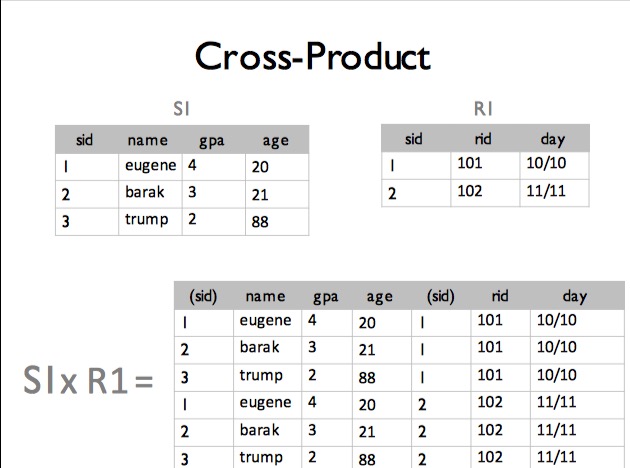 Cross-Product
S1 R1
sid name gpa age sid rid day
1 eugene 4 20 1 101 10/10
2 barak 3 21 2 102 11/11
3 trump 2 88
(sid) name gpa age (sid) rid day
1 eugene 4 20 1 101 10/10
2 barak 3 21 1 101 10/10
3 trump 2 88 1 101 10/10
S1 x R1 =
1 eugene 4 20 2 102 11/11
2 barak 3 21 2 102 11/11
3 trump 2 88 2 102 11/11